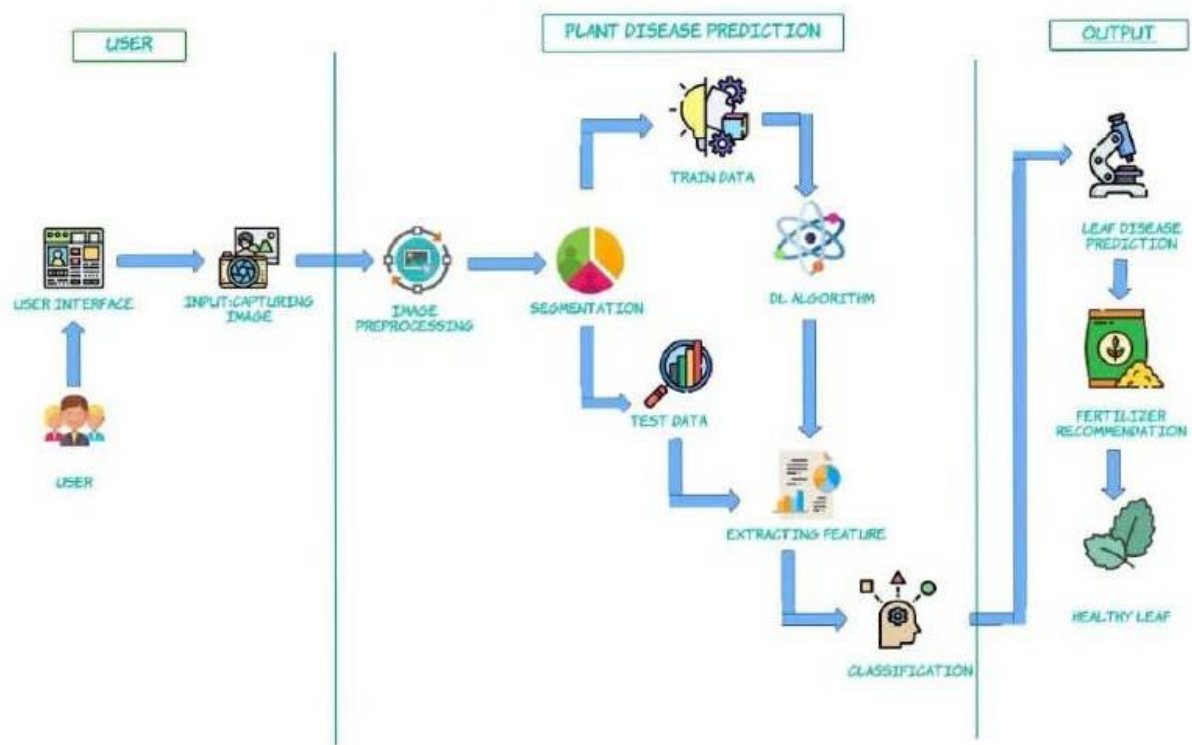 USER
PLANT DISEASE PREDICTION
OUTPUT
TRAIN DATA
LEAF DISEASE
PREDICTION
USER INTERFACE
INPUT:CAPTURING
IMAGE
IMAGE
PREPROCESSING
SEGMENTATION
DL ALGORITHM
TEST DATA
FERTILIZER
RECOMMENDATION
USER
EXTRACTING FEATURE
HEALTHY LEAF
CLASSIFICATION